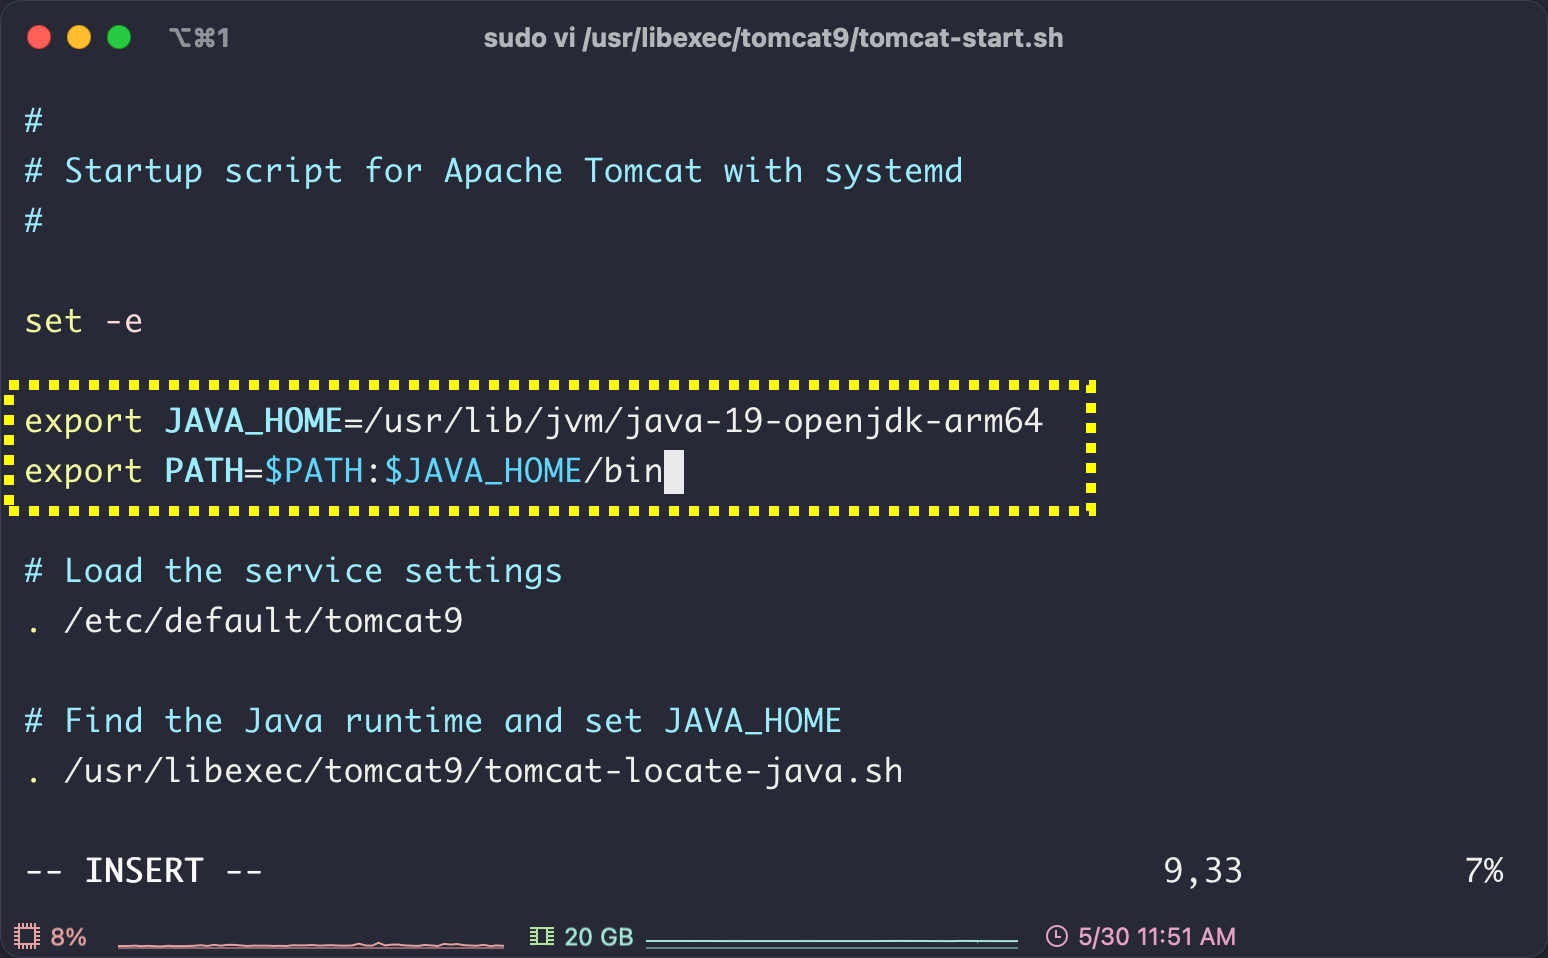 ⌥⌘1
sudo vi /usr/libexec/tomcat9/tomcat-start.sh
#
# Startup script for Apache Tomcat with systemd
#
set -e
export JAVA_HOME=/usr/lib/jvm/java-19-openjdk-arm64
export PATH=$PATH:$JAVA_HOME/bin
# Load the service settings
. /etc/default/tomcat9
# Find the Java runtime and set JAVA_HOME
. /usr/libexec/tomcat9/tomcat-locate-java.sh
-- INSERT -- 9,33 7%
8% 20 GB 5/30 11:51 AM